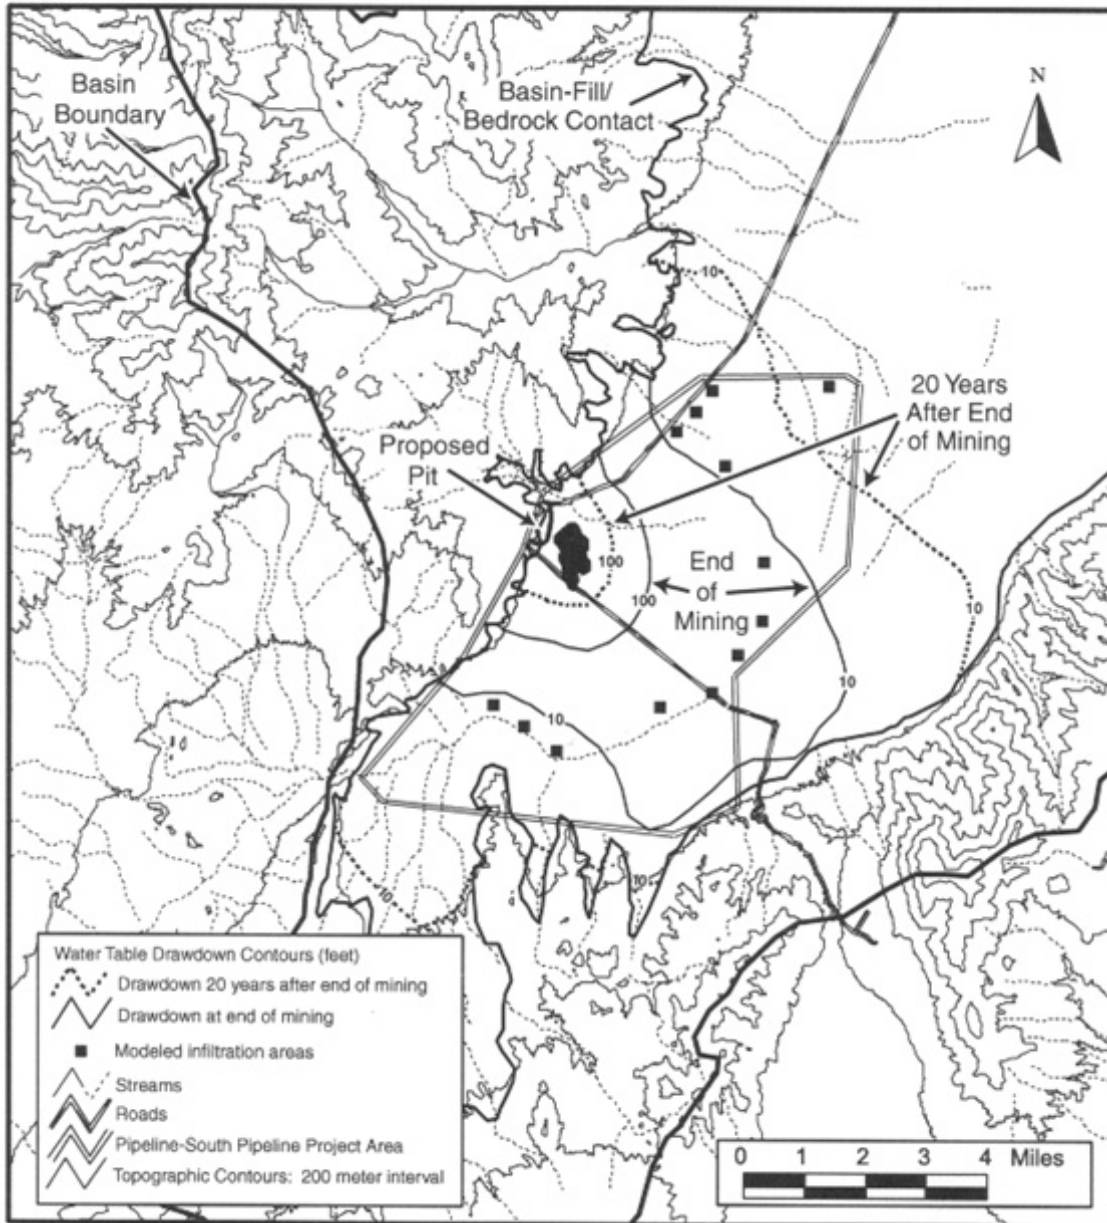 Basin
Boundary
Basin-Fill/
Bedrock Contact
N
10
20 Years
After End
of Mining
Proposed
Pit
100
End
of
Mining
100
10
10
10
10
10
Water Table Drawdown Contours (feet)
Drawdown 20 years after end of mining
Drawdown at end of mining
Modeled infiltration areas
Streams
Roads
Pipeline-South Pipeline Project Area
Topographic Contours: 200 meter interval
0 1 2 3 4 Miles